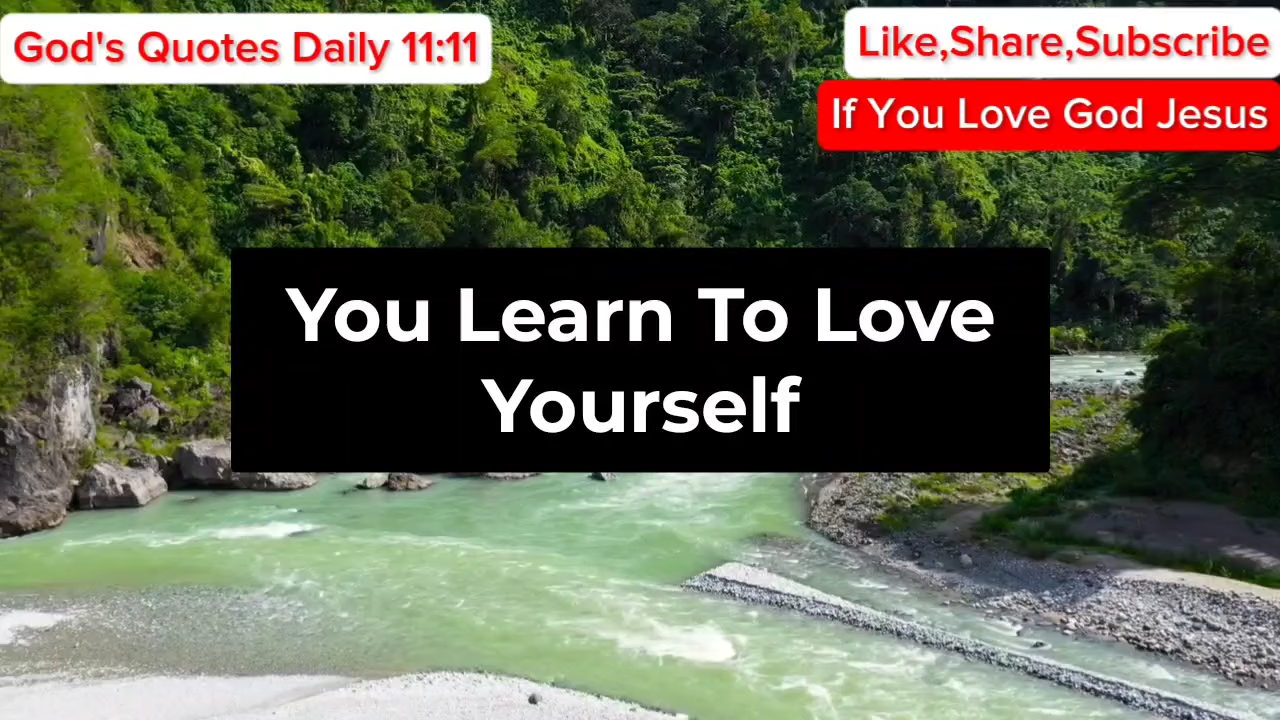 God's Quotes Daily 11:11
Like,Share,Subscribe
If You Love God Jesus
You Learn To Love
Yourself